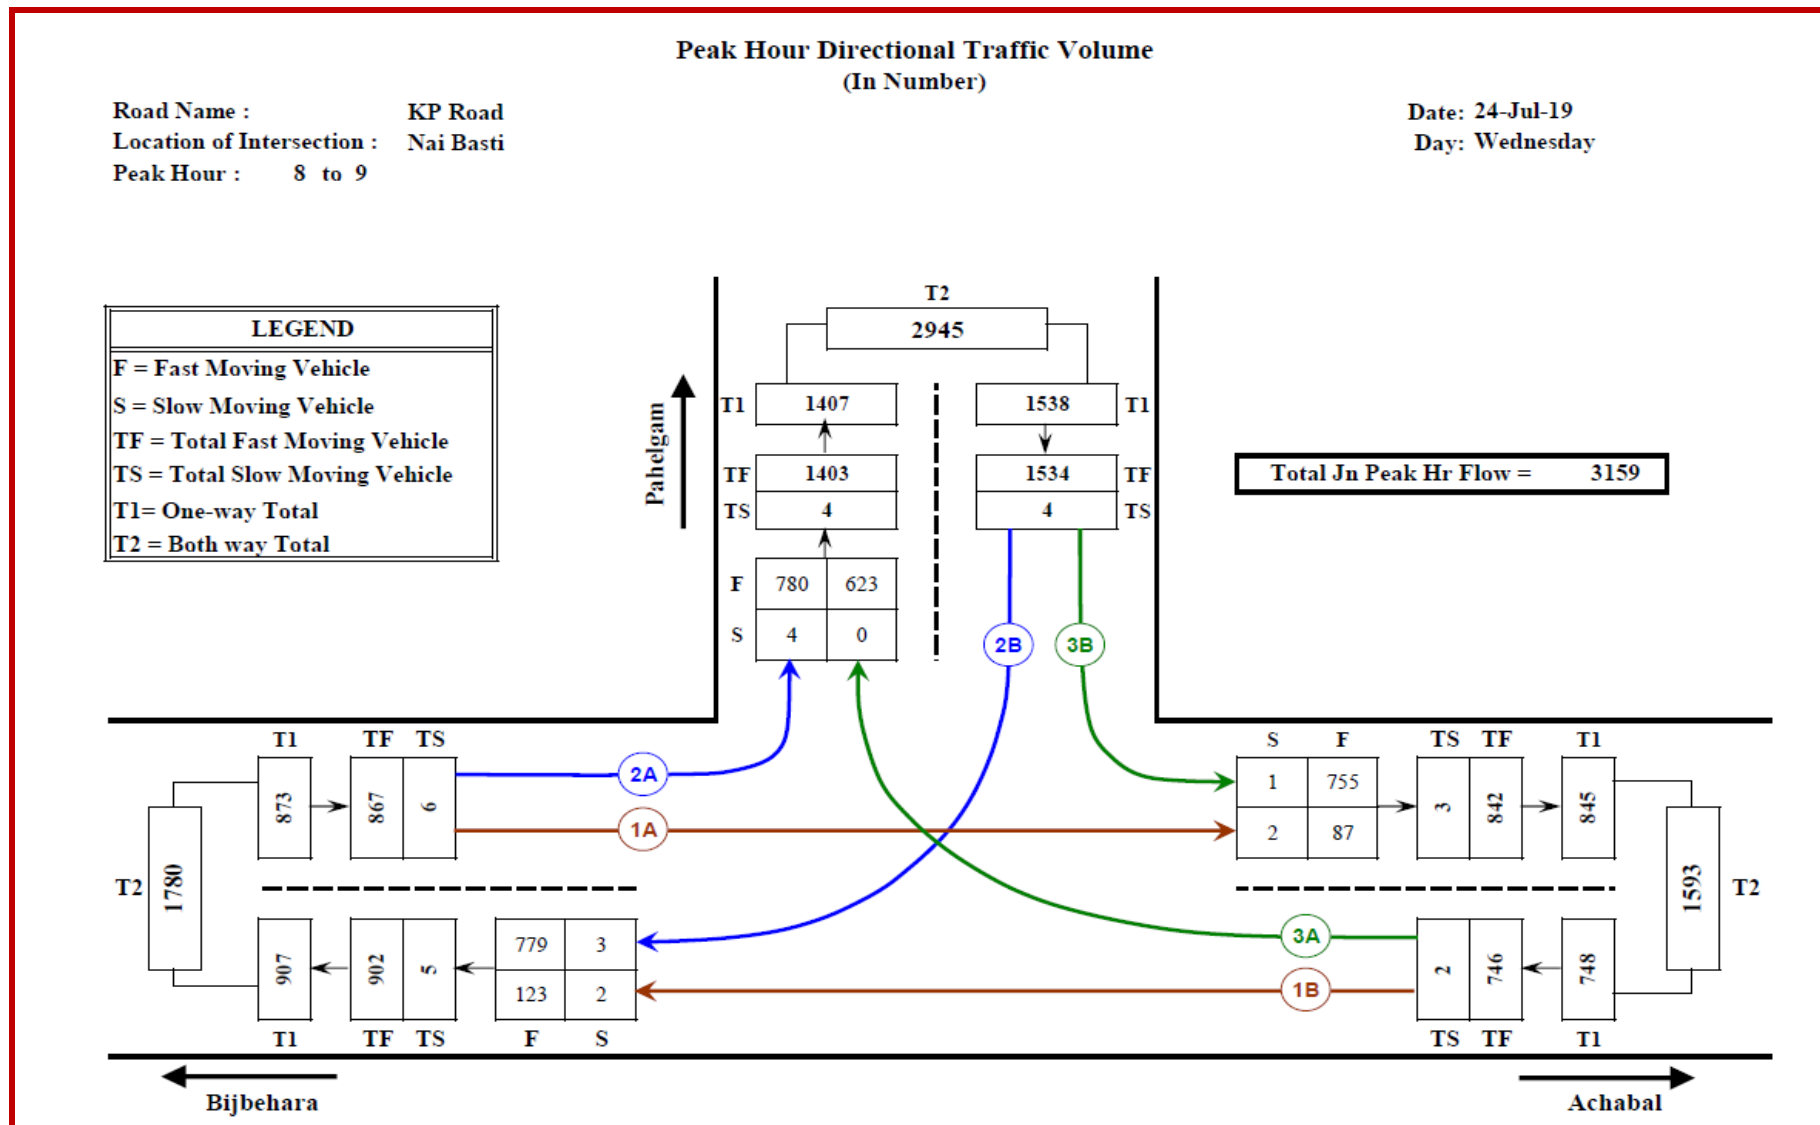 Peak Hour Directional Traffic Volume
(In Number)
Road Name : KP Road
Location of Intersection : Nai Basti
Peak Hour : 8 to 9
Date: 24-Jul-19
Day: Wednesday
LEGEND
F = Fast Moving Vehicle
S = Slow Moving Vehicle
TF = Total Fast Moving Vehicle
TS = Total Slow Moving Vehicle
T1= One-way Total
T2 = Both way Total
T2
2945
Pahelgam
T1 1407 1538 T1
TF 1403 1534 TF
TS 4 4 TS
F 780 623
S 4 0
2B 3B
Total Jn Peak Hr Flow = 3159
T1 TF TS
873 867 6
2A
1A
S F TS TF T1
1 755
2 87
3 842 845
T2 1780
1593 T2
907 902 5
779 3
123 2
T1 TF TS F S
3A
1B
2 746 748
TS TF T1
Bijbehara
Achabal